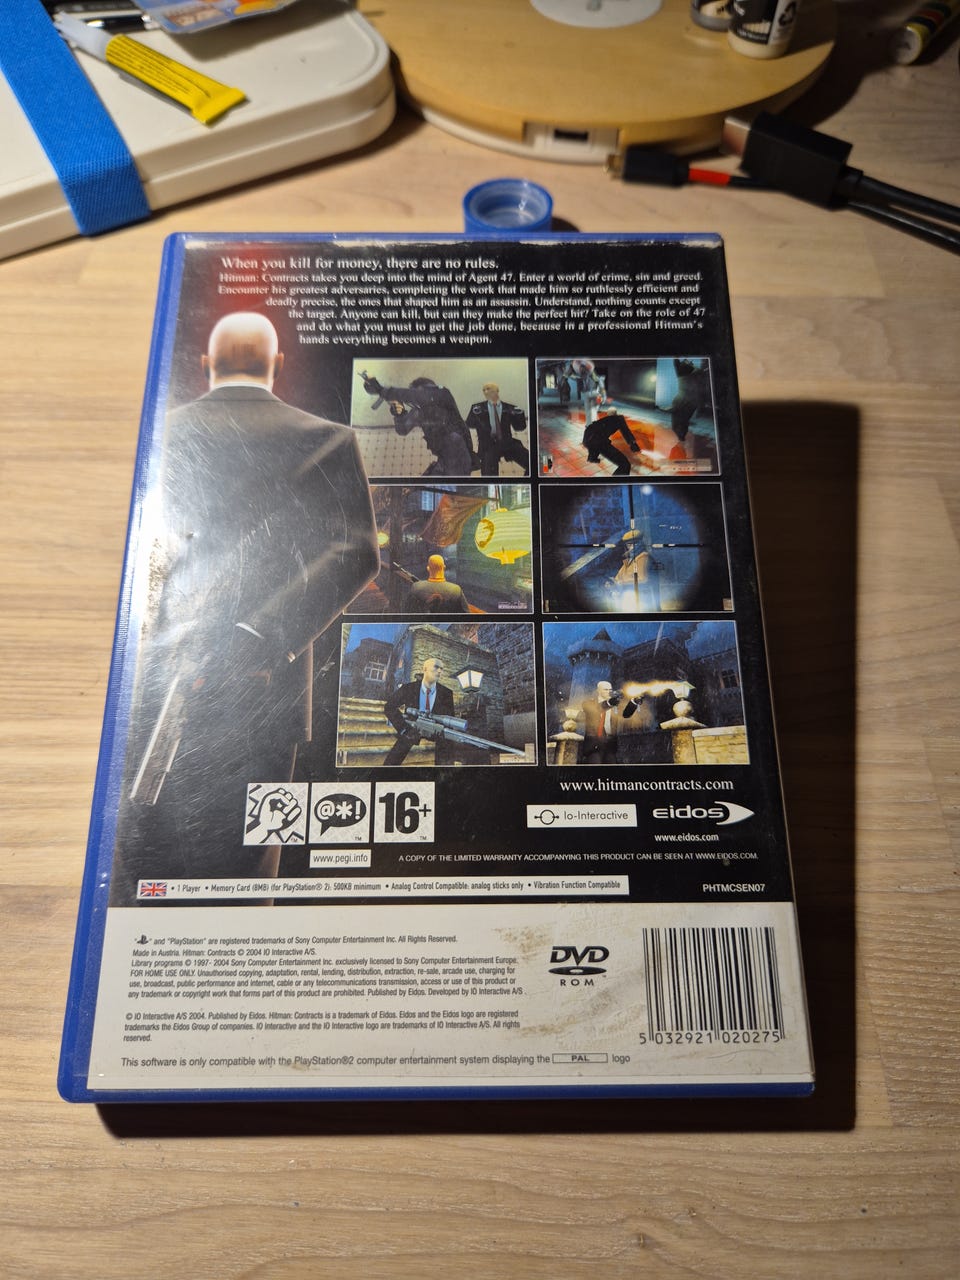 When you kill for money, there are no rules.
Hitman: Contracts takes you deep into the mind of Agent 47. Enter a world of crime, sin and greed.
Encounter his greatest adversaries, completing the work that made him so ruthlessly efficient and
deadly precise, the ones that shaped him as an assassin. Understand, nothing counts except
the target. Anyone can kill, but can they make the perfect hit? Take on the role of 47
and do what you must to get the job done, because in a professional Hitman's
hands everything becomes a weapon.
www.hitmancontracts.com
@*!
16+
TM
TM
TM
Io-Interactive
eidos
www.eidos.com
www.pegi.info
A COPY OF THE LIMITED WARRANTY ACCOMPANYING THIS PRODUCT CAN BE SEEN AT WWW.EIDOS.COM.
• 1 Player • Memory Card (8MB) (for PlayStation® 2): 500KB minimum • Analog Control Compatible: analog sticks only • Vibration Function Compatible
PHTMCSEN07
" " and "PlayStation" are registered trademarks of Sony Computer Entertainment Inc. All Rights Reserved.
Made in Austria. Hitman: Contracts © 2004 IO Interactive A/S.
Library programs © 1997- 2004 Sony Computer Entertainment Inc. exclusively licensed to Sony Computer Entertainment Europe.
FOR HOME USE ONLY. Unauthorised copying, adaptation, rental, lending, distribution, extraction, re-sale, arcade use, charging for
use, broadcast, public performance and internet, cable or any telecommunications transmission, access or use of this product or
any trademark or copyright work that forms part of this product are prohibited. Published by Eidos. Developed by IO Interactive A/S .
© IO Interactive A/S 2004. Published by Eidos. Hitman: Contracts is a trademark of Eidos. Eidos and the Eidos logo are registered
trademarks the Eidos Group of companies. IO Interactive and the IO Interactive logo are trademarks of IO Interactive A/S. All rights
reserved.
This software is only compatible with the PlayStation®2 computer entertainment system displaying the PAL logo
DVD
ROM
TM
5 032921 020275